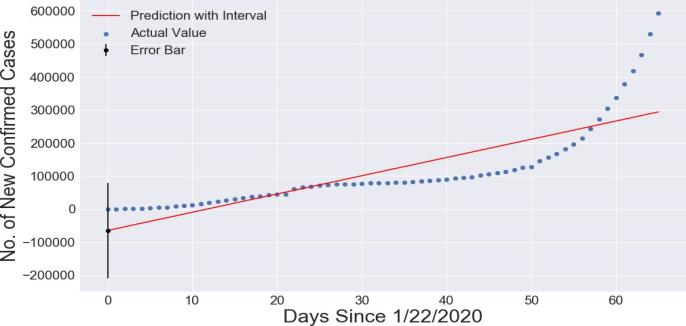 No. of New Confirmed Cases
600000
500000
400000
300000
200000
100000
0
−100000
−200000
Prediction with Interval
Actual Value
Error Bar
0 10 20 30 40 50 60
Days Since 1/22/2020